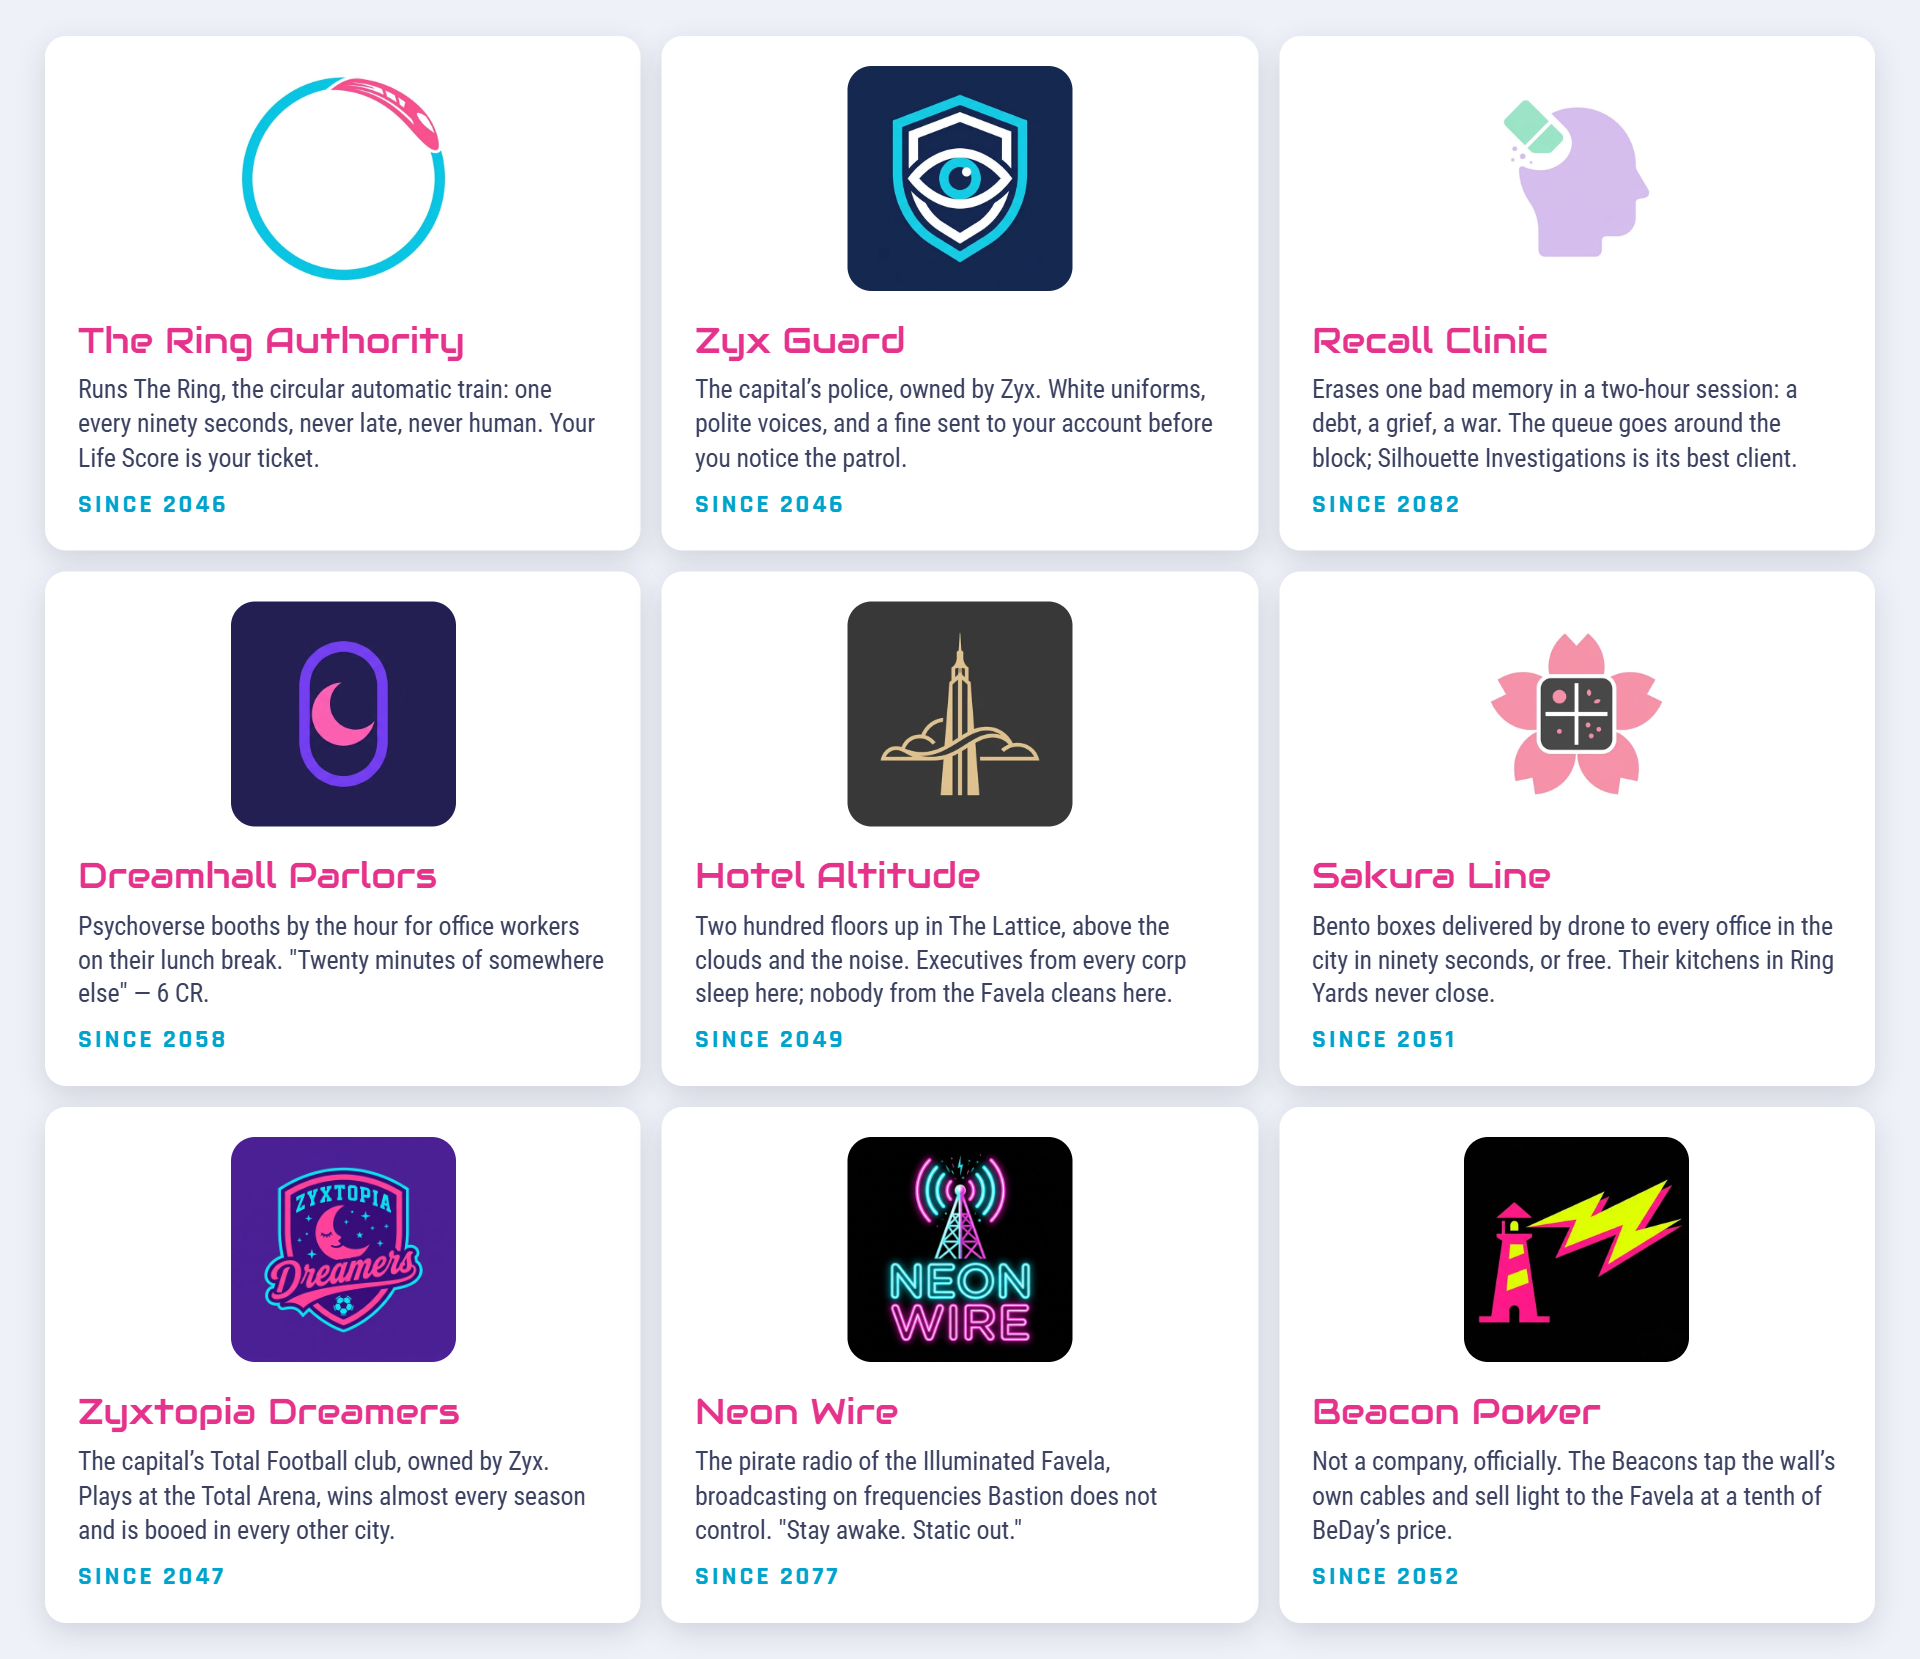 The Ring Authority
Runs The Ring, the circular automatic train: one
every ninety seconds, never late, never human. Your
Life Score is your ticket.
SINCE 2046
Zyx Guard
The capital’s police, owned by Zyx. White uniforms,
polite voices, and a fine sent to your account before
you notice the patrol.
SINCE 2046
Recall Clinic
Erases one bad memory in a two-hour session: a
debt, a grief, a war. The queue goes around the
block; Silhouette Investigations is its best client.
SINCE 2082
Dreamhall Parlors
Psychoverse booths by the hour for office workers
on their lunch break. "Twenty minutes of somewhere
else" — 6 CR.
SINCE 2058
Hotel Altitude
Two hundred floors up in The Lattice, above the
clouds and the noise. Executives from every corp
sleep here; nobody from the Favela cleans here.
SINCE 2049
Sakura Line
Bento boxes delivered by drone to every office in the
city in ninety seconds, or free. Their kitchens in Ring
Yards never close.
SINCE 2051
ZYXTOPIA
Dreamers
Zyxtopia Dreamers
The capital’s Total Football club, owned by Zyx.
Plays at the Total Arena, wins almost every season
and is booed in every other city.
SINCE 2047
NEON
WIRE
Neon Wire
The pirate radio of the Illuminated Favela,
broadcasting on frequencies Bastion does not
control. "Stay awake. Static out."
SINCE 2077
Beacon Power
Not a company, officially. The Beacons tap the wall’s
own cables and sell light to the Favela at a tenth of
BeDay’s price.
SINCE 2052